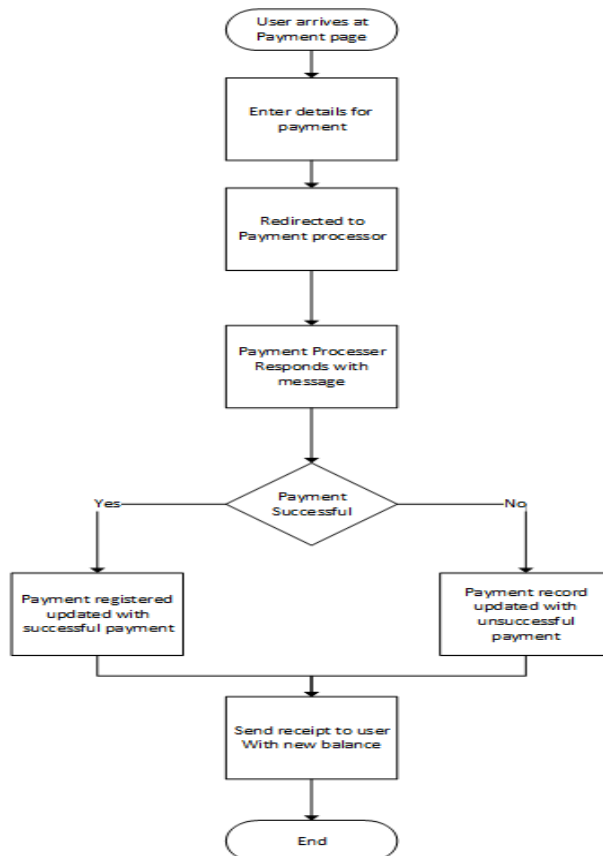 User arrives at
Payment page
Enter details for
payment
Redirected to
Payment processor
Payment Processer
Responds with
message
Payment
Successful
Yes
No
Payment registered
updated with
successful payment
Payment record
updated with
unsuccessful
payment
Send receipt to user
With new balance
End